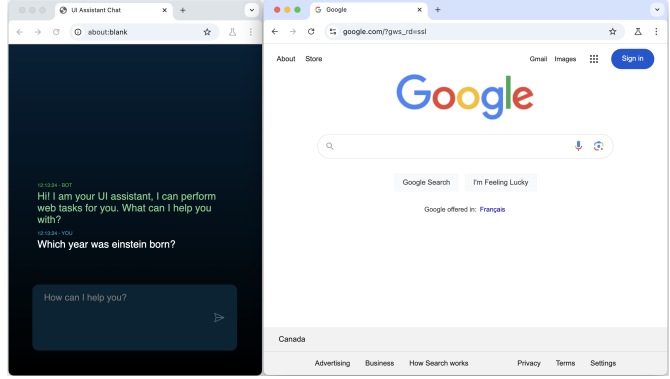 UI Assistant Chat
about:blank
12:13:24 - BOT
Hi! I am your UI assistant, I can perform
web tasks for you. What can I help you
with?
12:13:24 - YOU
Which year was einstein born?
How can I help you?
G Google
google.com/?gws_rd=ssl
About Store Gmail Images Sign in
Google
Google Search I'm Feeling Lucky
Google offered in: Français
Canada
Advertising Business How Search works Privacy Terms Settings